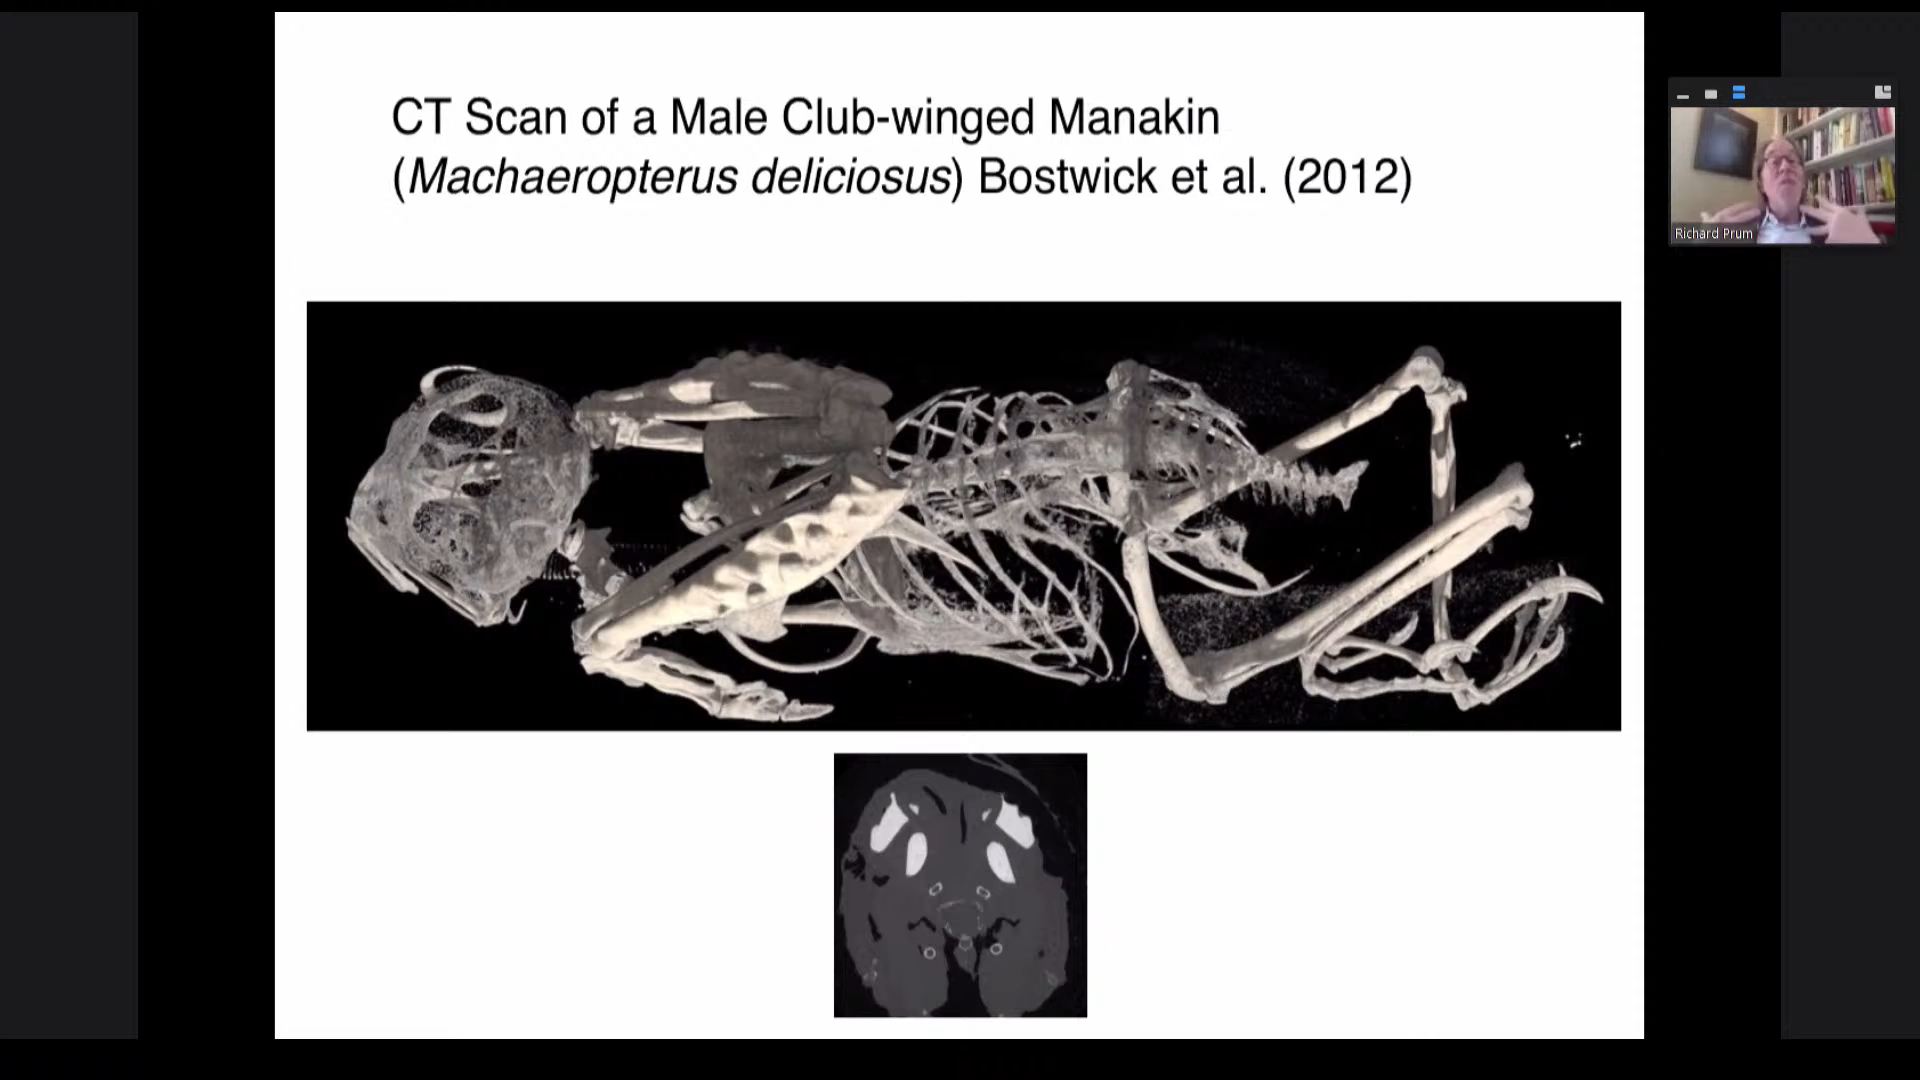 CT Scan of a Male Club-winged Manakin
(Machaeropterus deliciosus) Bostwick et al. (2012)
Richard Prum